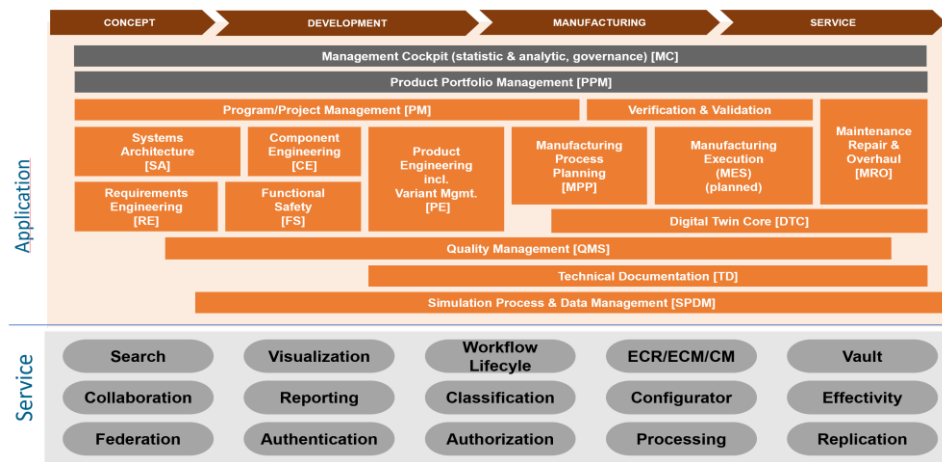 CONCEPT
DEVELOPMENT
MANUFACTURING
SERVICE
Management Cockpit (statistic & analytic, governance) [MC]
Product Portfolio Management [PPM]
Program/Project Management [PM]
Verification & Validation
Systems
Architecture
[SA]
Component
Engineering
[CE]
Product
Engineering
incl.
Variant Mgmt.
[PE]
Manufacturing
Process
Planning
[MPP]
Manufacturing
Execution
(MES)
(planned)
Maintenance
Repair &
Overhaul
[MRO]
Requirements
Engineering
[RE]
Functional
Safety
[FS]
Digital Twin Core [DTC]
Quality Management [QMS]
Technical Documentation [TD]
Simulation Process & Data Management [SPDM]
Application
Service
Search
Visualization
Workflow
Lifecyle
ECR/ECM/CM
Vault
Collaboration
Reporting
Classification
Configurator
Effectivity
Federation
Authentication
Authorization
Processing
Replication